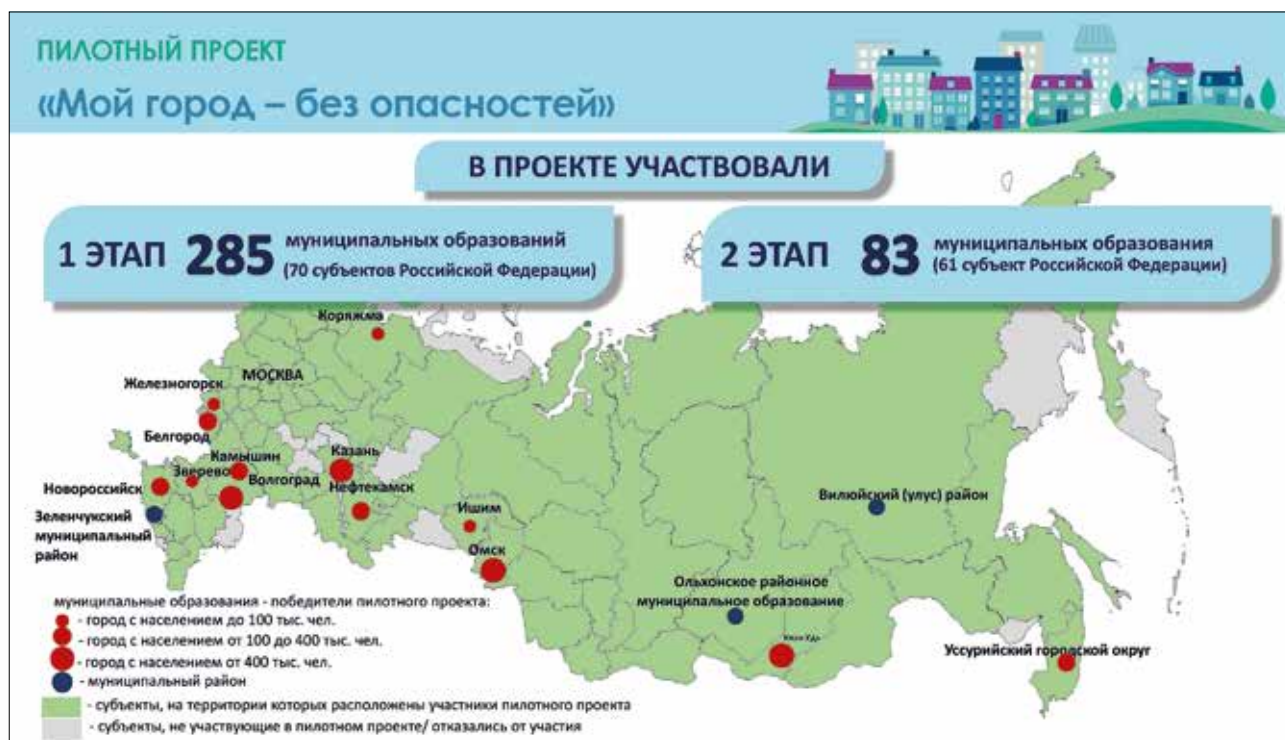 ПИЛОТНЫЙ ПРОЕКТ
«Мой город – без опасностей»
В ПРОЕКТЕ УЧАСТВОВАЛИ
1 ЭТАП 285 муниципальных образований
(70 субъектов Российской Федерации)
2 ЭТАП 83 муниципальных образования
(61 субъект Российской Федерации)
Коряжма
МОСКВА
Железногорск
Белгород
Камышин
Казань
Зверево
Волгоград
Новороссийск
Нефтекамск
Зеленчукский
муниципальный
район
Ишим
Омск
Вилюйский (улус) район
Ольхонское районное
муниципальное образование
Улан-Удэ
Уссурийский городской округ
муниципальные образования - победители пилотного проекта:
- город с населением до 100 тыс. чел.
- город с населением от 100 до 400 тыс. чел.
- город с населением от 400 тыс. чел.
- муниципальный район
- субъекты, на территории которых расположены участники пилотного проекта
- субъекты, не участвующие в пилотном проекте/ отказались от участия